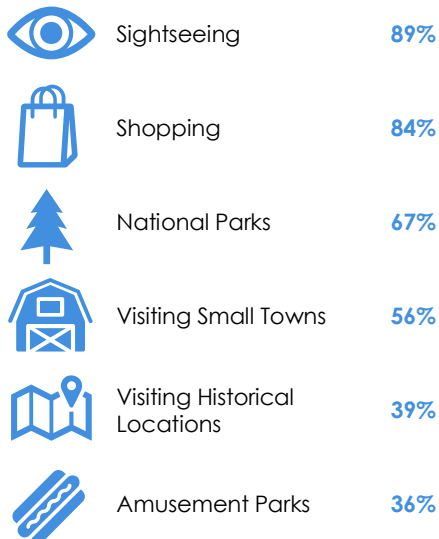 Sightseeing 89%
Shopping 84%
National Parks 67%
Visiting Small Towns 56%
Visiting Historical
Locations 39%
Amusement Parks 36%